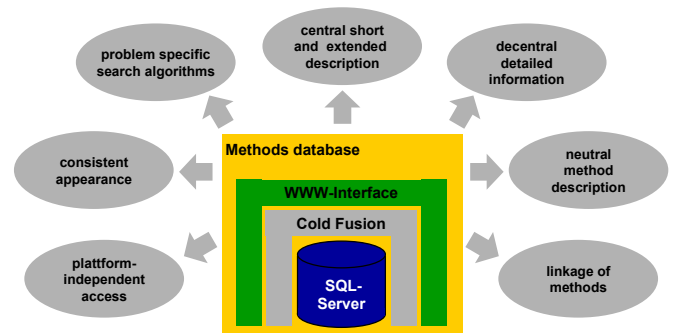 central short
and extended
description
problem specific
search algorithms
decentral
detailed
information
Methods database
consistent
appearance
neutral
method
description
WWW-Interface
Cold Fusion
plattform-
independent
access
SQL-
Server
linkage of
methods